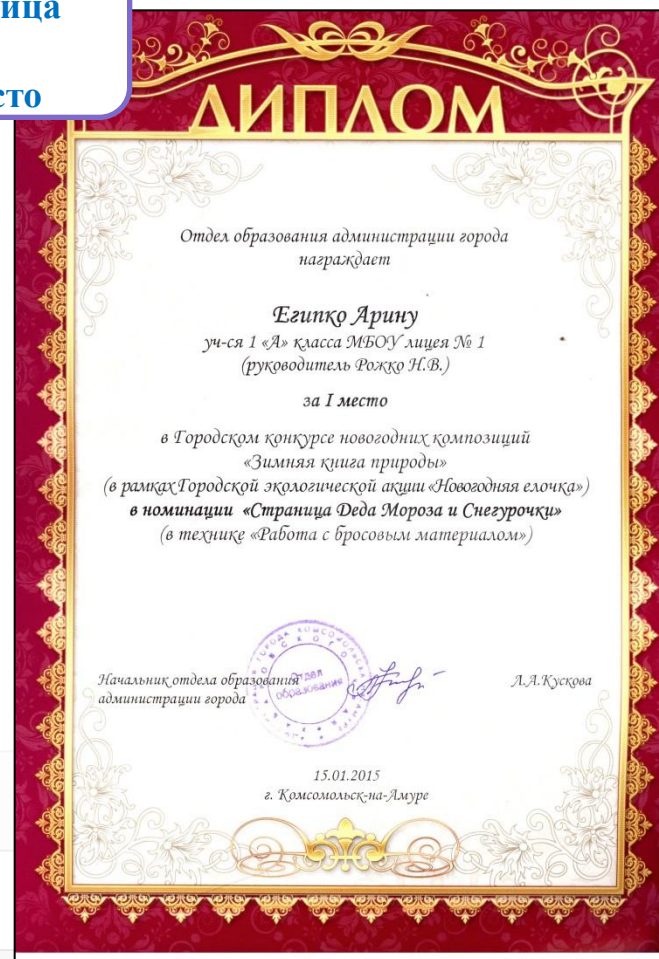 ица
сто
ДИПЛОМ
Отдел образования администрации города
награждает
Египко Арину
уч-ся 1 «А» класса МБОУ лицея № 1
(руководитель Рожко Н.В.)
за I место
в Городском конкурсе новогодних композиций
«Зимняя книга природы»
(в рамках Городской экологической акции «Новогодняя елочка»)
в номинации «Страница Деда Мороза и Снегурочки»
(в технике «Работа с бросовым материалом»)
Начальник отдела образования
администрации города
Л.А.Кускова
Отдел
образования
15.01.2015
г. Комсомольск-на-Амуре